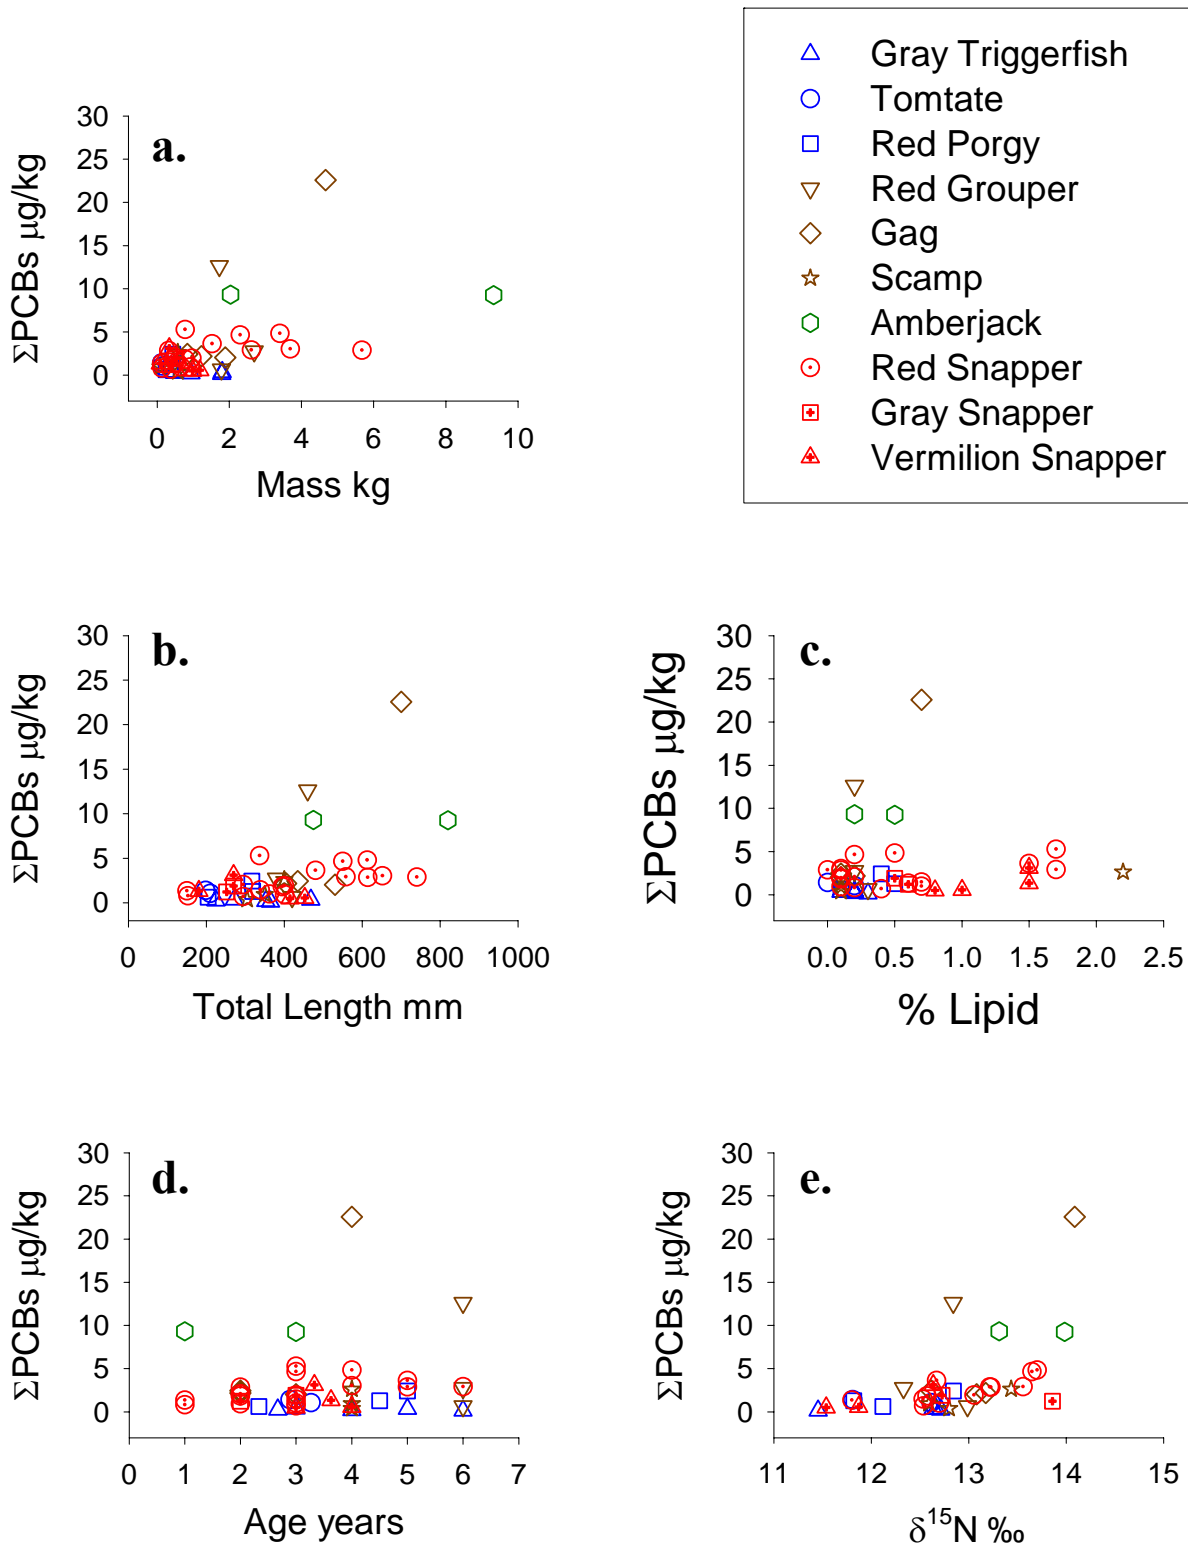 Gray Triggerfish
Tomtate
Red Porgy
Red Grouper
Gag
Scamp
Amberjack
Red Snapper
Gray Snapper
Vermilion Snapper
a.
ΣPCBs μg/kg
30
25
20
15
10
5
0
0 2 4 6 8 10
Mass kg
b.
ΣPCBs μg/kg
30
25
20
15
10
5
0
200 400 600 800 1000
Total Length mm
c.
ΣPCBs μg/kg
30
25
20
15
10
5
0
0.0 0.5 1.0 1.5 2.0 2.5
% Lipid
d.
ΣPCBs μg/kg
30
25
20
15
10
5
0
0 1 2 3 4 5 6 7
Age years
e.
ΣPCBs μg/kg
30
25
20
15
10
5
0
11 12 13 14 15
δ¹⁵N ‰